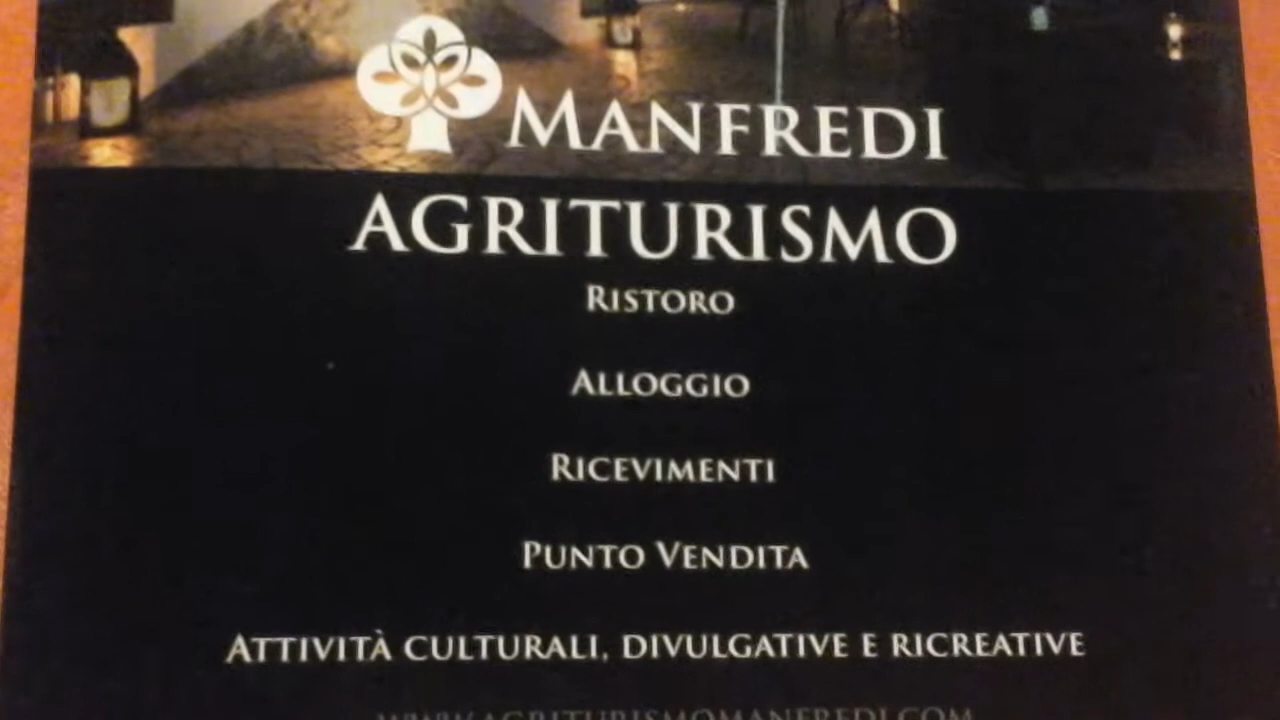 MANFREDI
AGRITURISMO
RISTORO
ALLOGGIO
RICEVIMENTI
PUNTO VENDITA
ATTIVITÀ CULTURALI, DIVULGATIVE E RICREATIVE
WWW.AGRITURISMOMANFREDI.COM